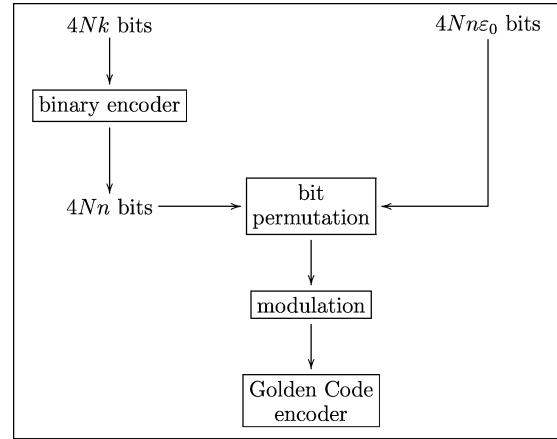 4Nk bits
4Nnε₀ bits
binary encoder
4Nn bits
bit
permutation
modulation
Golden Code
encoder